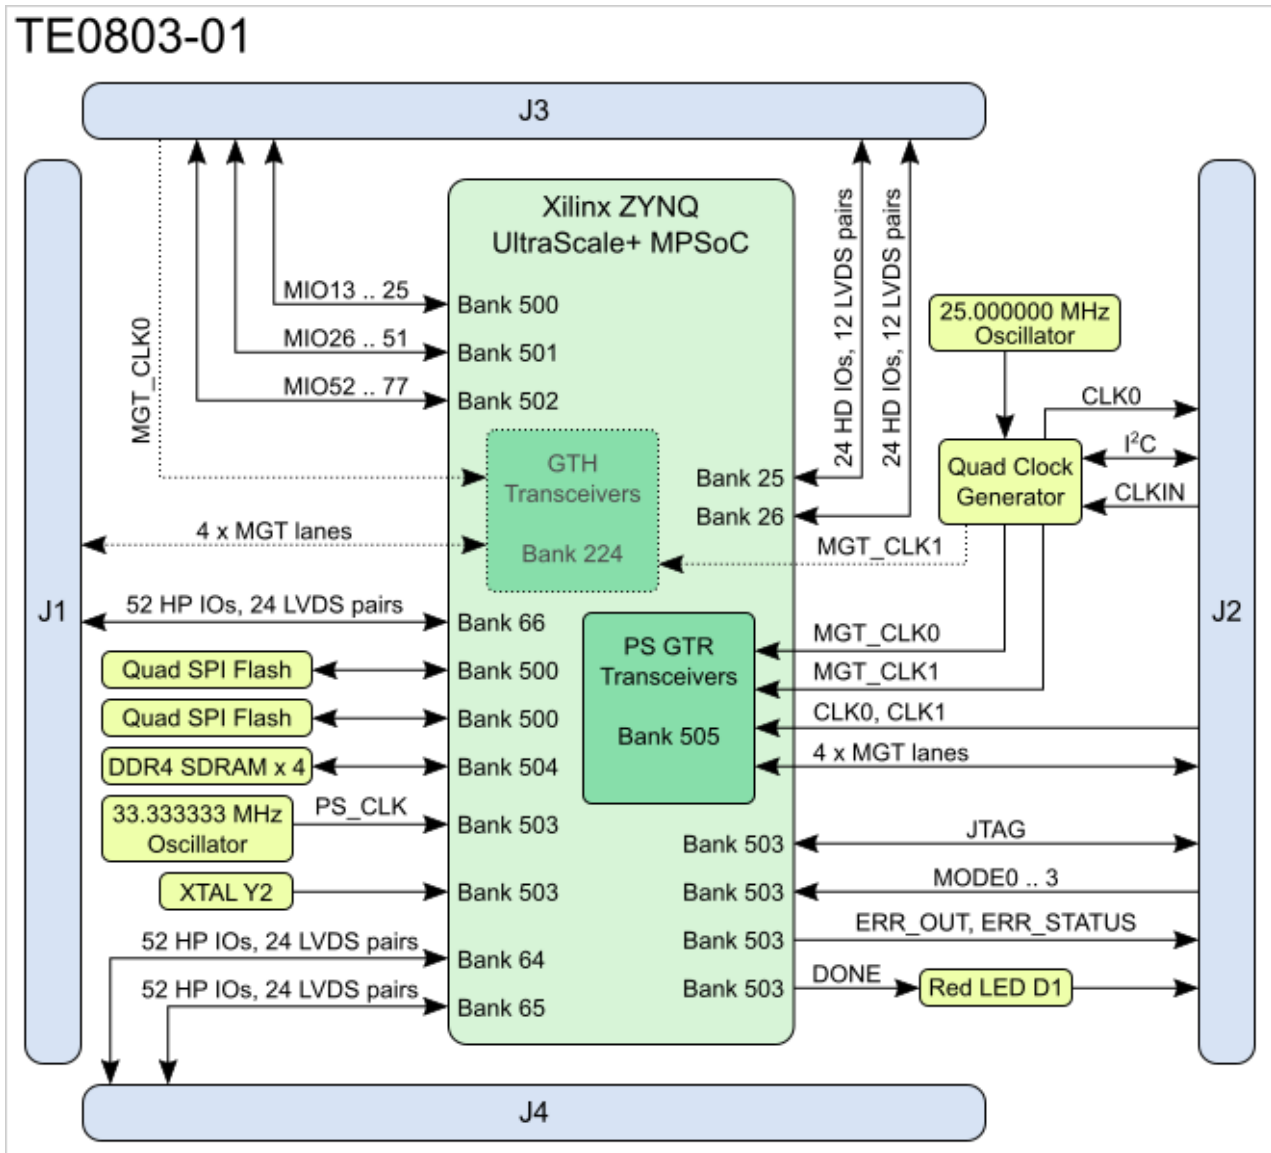 TE0803-01
J3
Xilinx ZYNQ
UltraScale+ MPSoC
MIO13 .. 25
Bank 500
MIO26 .. 51
Bank 501
MIO52 .. 77
Bank 502
MGT_CLK0
24 HD IOs, 12 LVDS pairs
24 HD IOs, 12 LVDS pairs
25.000000 MHz
Oscillator
CLK0
I²C
CLKIN
Quad Clock
Generator
GTH
Transceivers
Bank 224
Bank 25
Bank 26
4 x MGT lanes
MGT_CLK1
J1
J2
52 HP IOs, 24 LVDS pairs
Bank 66
Quad SPI Flash
Bank 500
Quad SPI Flash
Bank 500
DDR4 SDRAM x 4
Bank 504
33.333333 MHz
Oscillator
PS_CLK
Bank 503
XTAL Y2
Bank 503
52 HP IOs, 24 LVDS pairs
Bank 64
52 HP IOs, 24 LVDS pairs
Bank 65
PS GTR
Transceivers
Bank 505
MGT_CLK0
MGT_CLK1
CLK0, CLK1
4 x MGT lanes
Bank 503
JTAG
Bank 503
MODE0 .. 3
Bank 503
ERR_OUT, ERR_STATUS
Bank 503
DONE
Red LED D1
J4